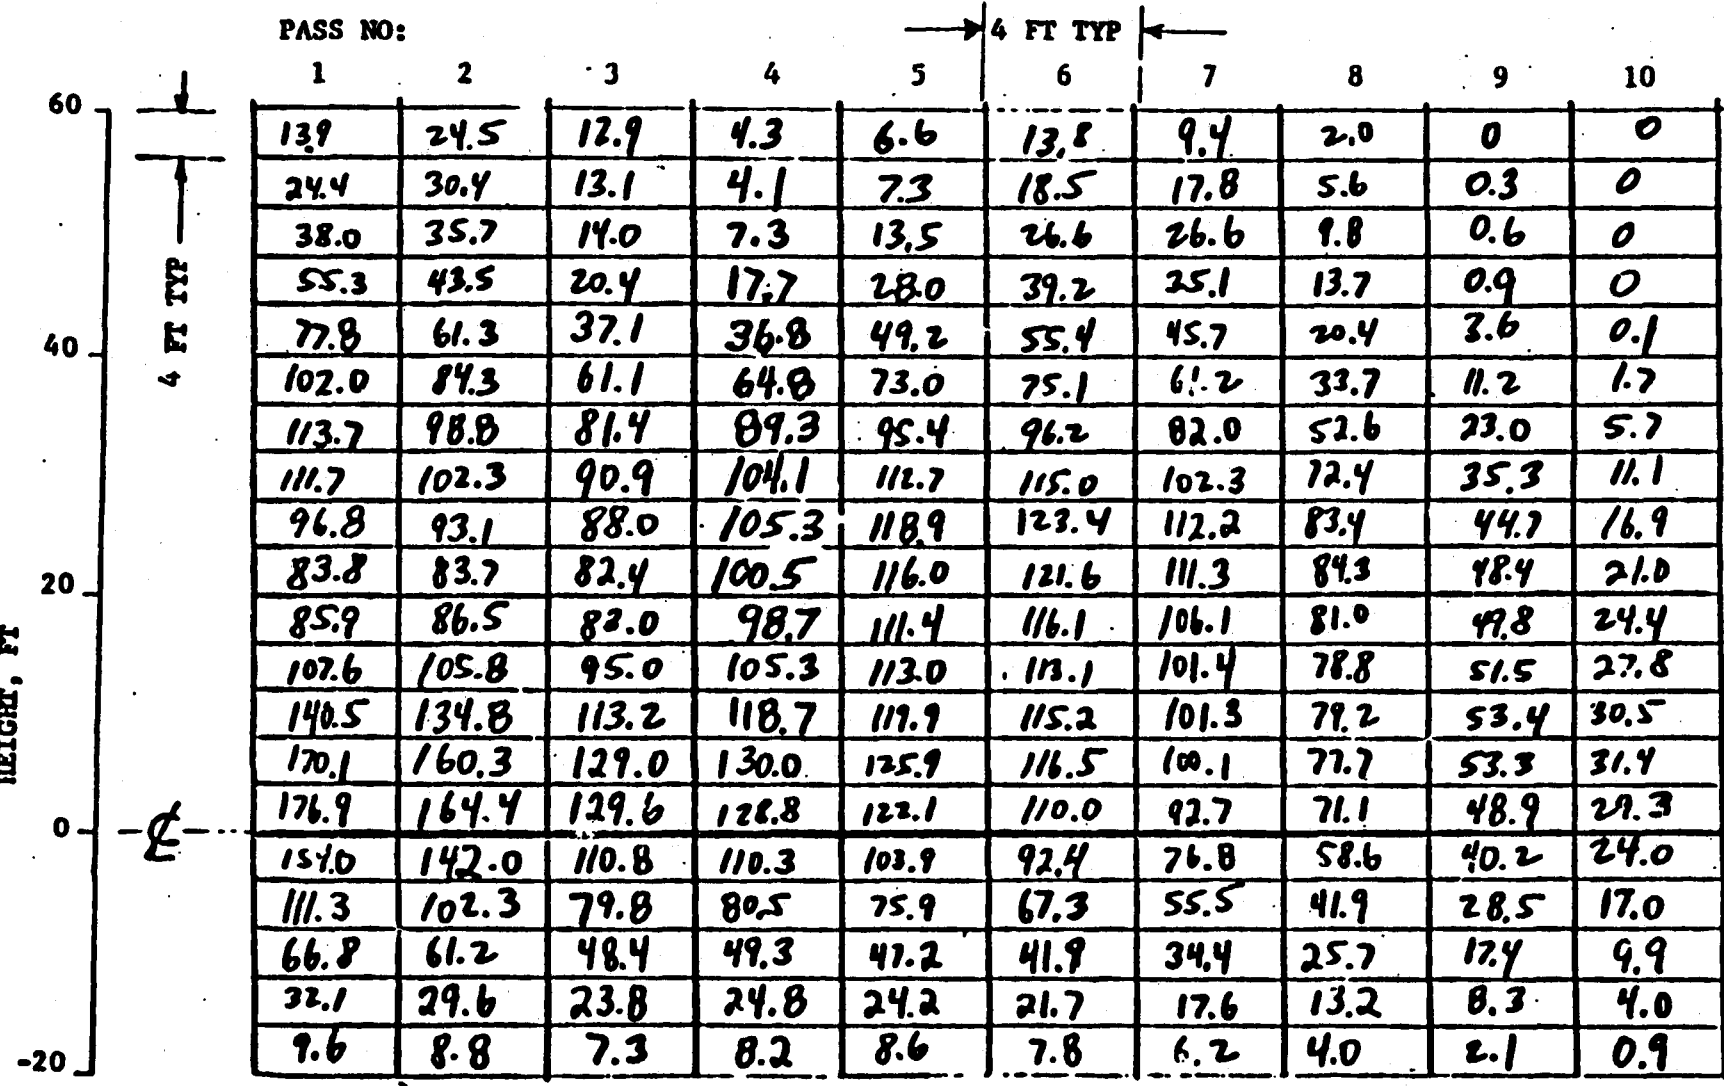 PASS NO: 4 FT TYP
1 2 3 4 5 6 7 8 9 10
60
13.9 24.5 12.9 4.3 6.6 13.8 9.4 2.0 0 0
24.4 30.4 13.1 4.1 7.3 18.5 17.8 5.6 0.3 0
38.0 35.7 14.0 7.3 13.5 26.6 26.6 9.8 0.6 0
55.3 43.5 20.4 17.7 28.0 39.2 25.1 13.7 0.9 0
4 FT TYP
77.8 61.3 37.1 36.8 49.2 55.4 45.7 20.4 3.6 0.1
40
102.0 84.3 61.1 64.8 73.0 75.1 61.2 33.7 11.2 1.7
113.7 98.8 81.4 89.3 95.4 96.2 82.0 52.6 23.0 5.7
111.7 102.3 90.9 104.1 112.7 115.0 102.3 72.4 35.3 11.1
96.8 93.1 88.0 105.3 118.9 123.4 112.2 83.4 44.7 16.9
83.8 83.7 82.4 100.5 116.0 121.6 111.3 84.3 48.4 21.0
20
85.9 86.5 82.0 98.7 111.4 116.1 106.1 81.0 49.8 24.4
HEIGHT, FT
107.6 105.8 95.0 105.3 113.0 113.1 101.4 78.8 51.5 27.8
140.5 134.8 113.2 118.7 119.9 115.2 101.3 79.2 53.4 30.5
170.1 160.3 129.0 130.0 125.9 116.5 100.1 77.7 53.3 31.4
176.9 164.4 129.6 128.8 122.1 110.0 92.7 71.1 48.9 29.3
0 ℄
154.0 142.0 110.8 110.3 103.9 92.4 76.8 58.6 40.2 24.0
111.3 102.3 79.8 80.5 75.9 67.3 55.5 41.9 28.5 17.0
66.8 61.2 48.4 49.3 47.2 41.9 34.4 25.7 17.4 9.9
32.1 29.6 23.8 24.8 24.2 21.7 17.6 13.2 8.3 4.0
9.6 8.8 7.3 8.2 8.6 7.8 6.2 4.0 2.1 0.9
-20